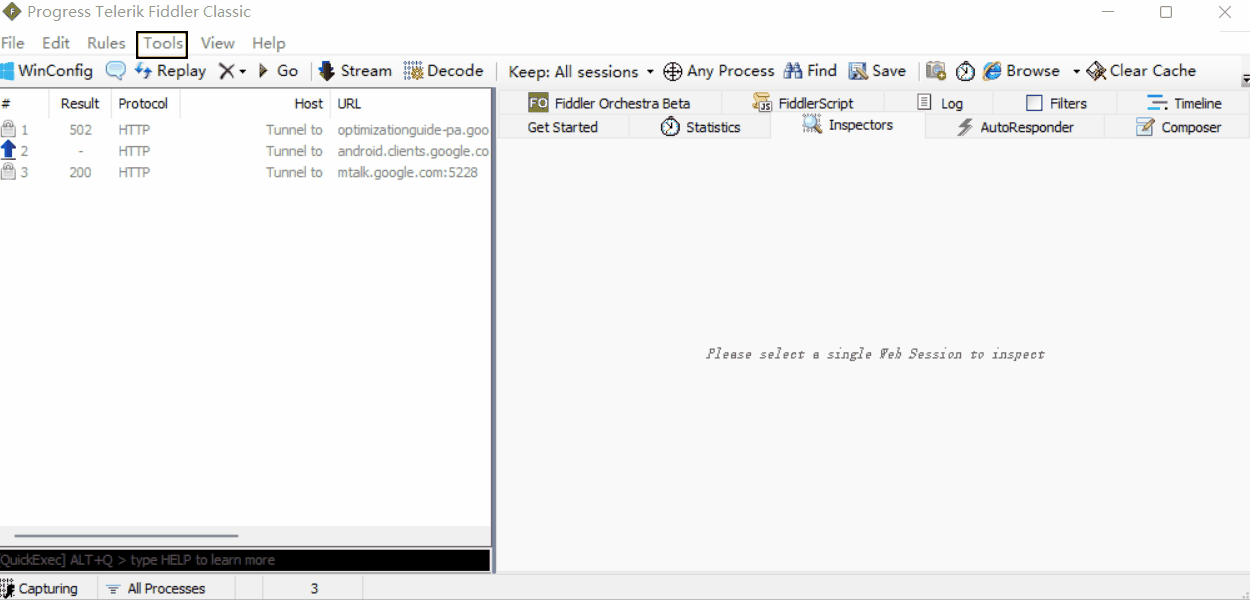 Progress Telerik Fiddler Classic
File Edit Rules Tools View Help
WinConfig Replay Go Stream Decode Keep: All sessions Any Process Find Save Browse Clear Cache
# Result Protocol Host URL
1 502 HTTP Tunnel to optimizationguide-pa.goo
2 - HTTP Tunnel to android.clients.google.co
3 200 HTTP Tunnel to mtalk.google.com:5228
FO Fiddler Orchestra Beta FiddlerScript Log Filters Timeline
Get Started Statistics Inspectors AutoResponder Composer
Please select a single Web Session to inspect
[QuickExec] ALT+Q > type HELP to learn more
Capturing All Processes 3